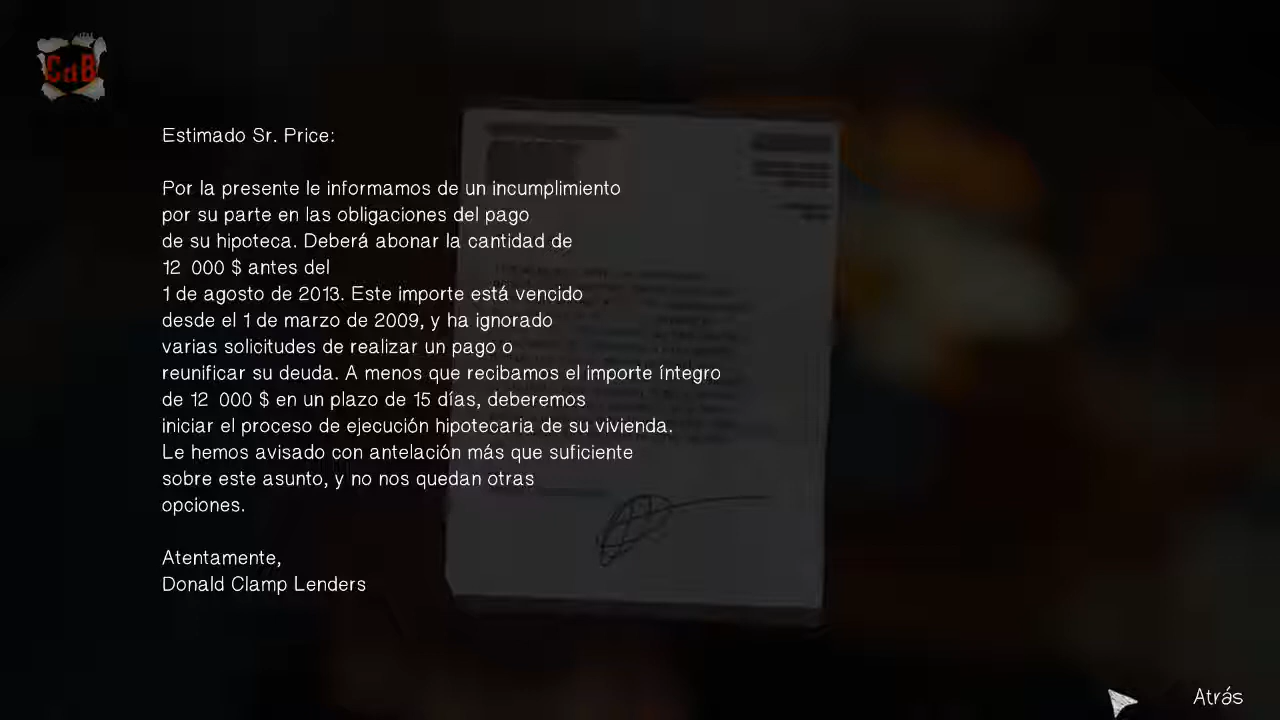 CdB
Estimado Sr. Price:
Por la presente le informamos de un incumplimiento
por su parte en las obligaciones del pago
de su hipoteca. Deberá abonar la cantidad de
12 000 $ antes del
1 de agosto de 2013. Este importe está vencido
desde el 1 de marzo de 2009, y ha ignorado
varias solicitudes de realizar un pago o
reunificar su deuda. A menos que recibamos el importe íntegro
de 12 000 $ en un plazo de 15 días, deberemos
iniciar el proceso de ejecución hipotecaria de su vivienda.
Le hemos avisado con antelación más que suficiente
sobre este asunto, y no nos quedan otras
opciones.
Atentamente,
Donald Clamp Lenders
Atrás